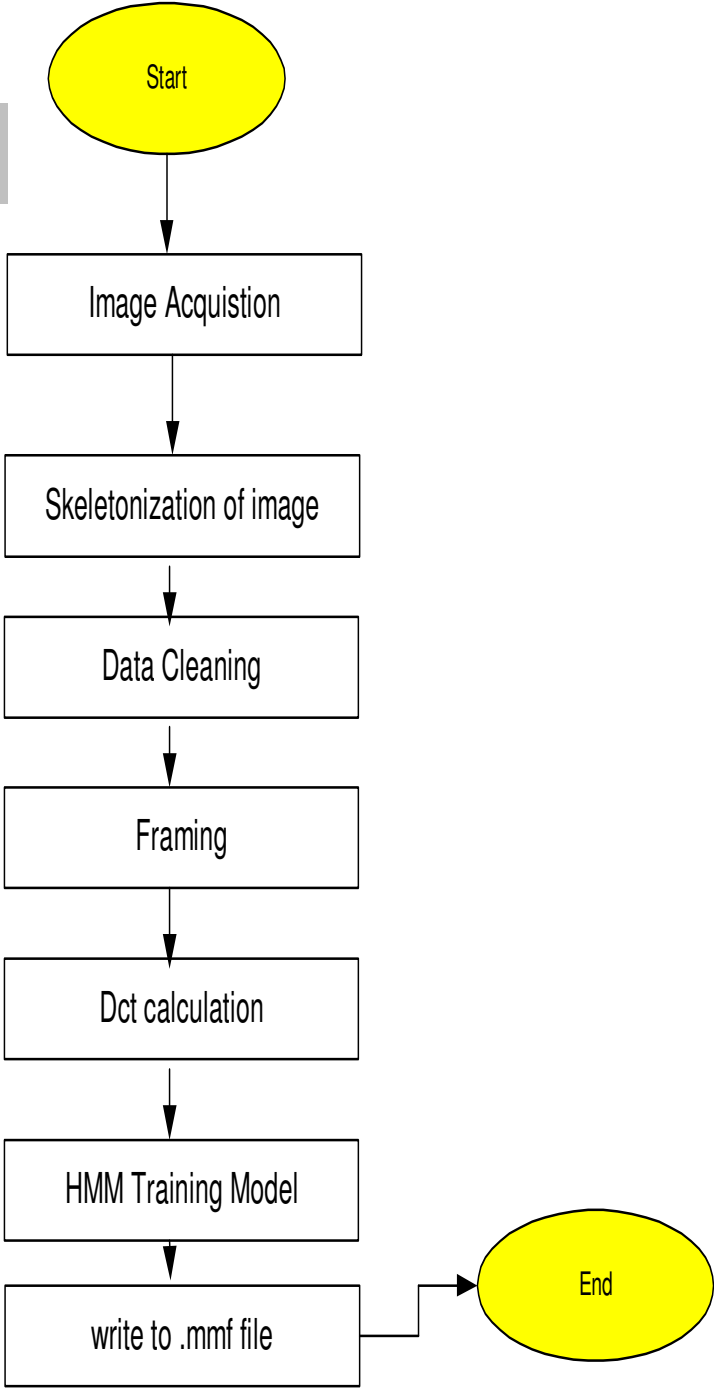 Start
Image Acquistion
Skeletonization of image
Data Cleaning
Framing
Dct calculation
HMM Training Model
write to .mmf file
End